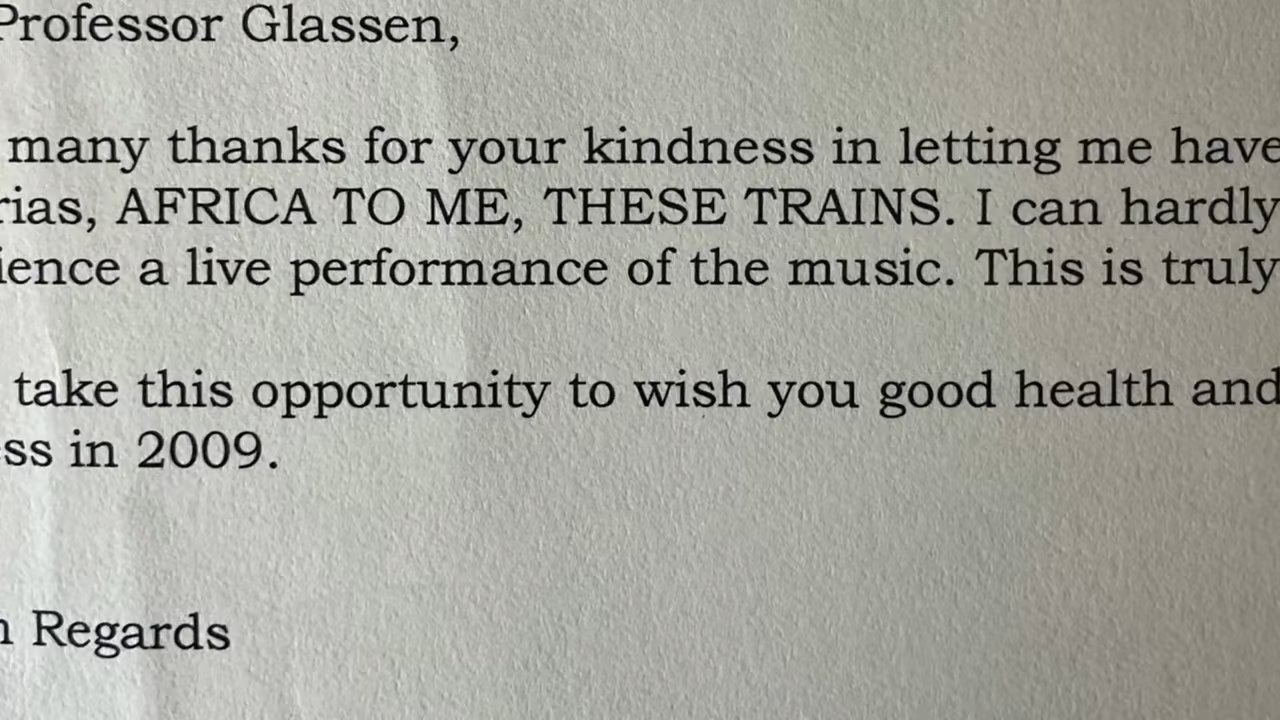 Professor Glassen,
many thanks for your kindness in letting me have
rias, AFRICA TO ME, THESE TRAINS. I can hardly
ience a live performance of the music. This is truly
take this opportunity to wish you good health and
ss in 2009.
n Regards